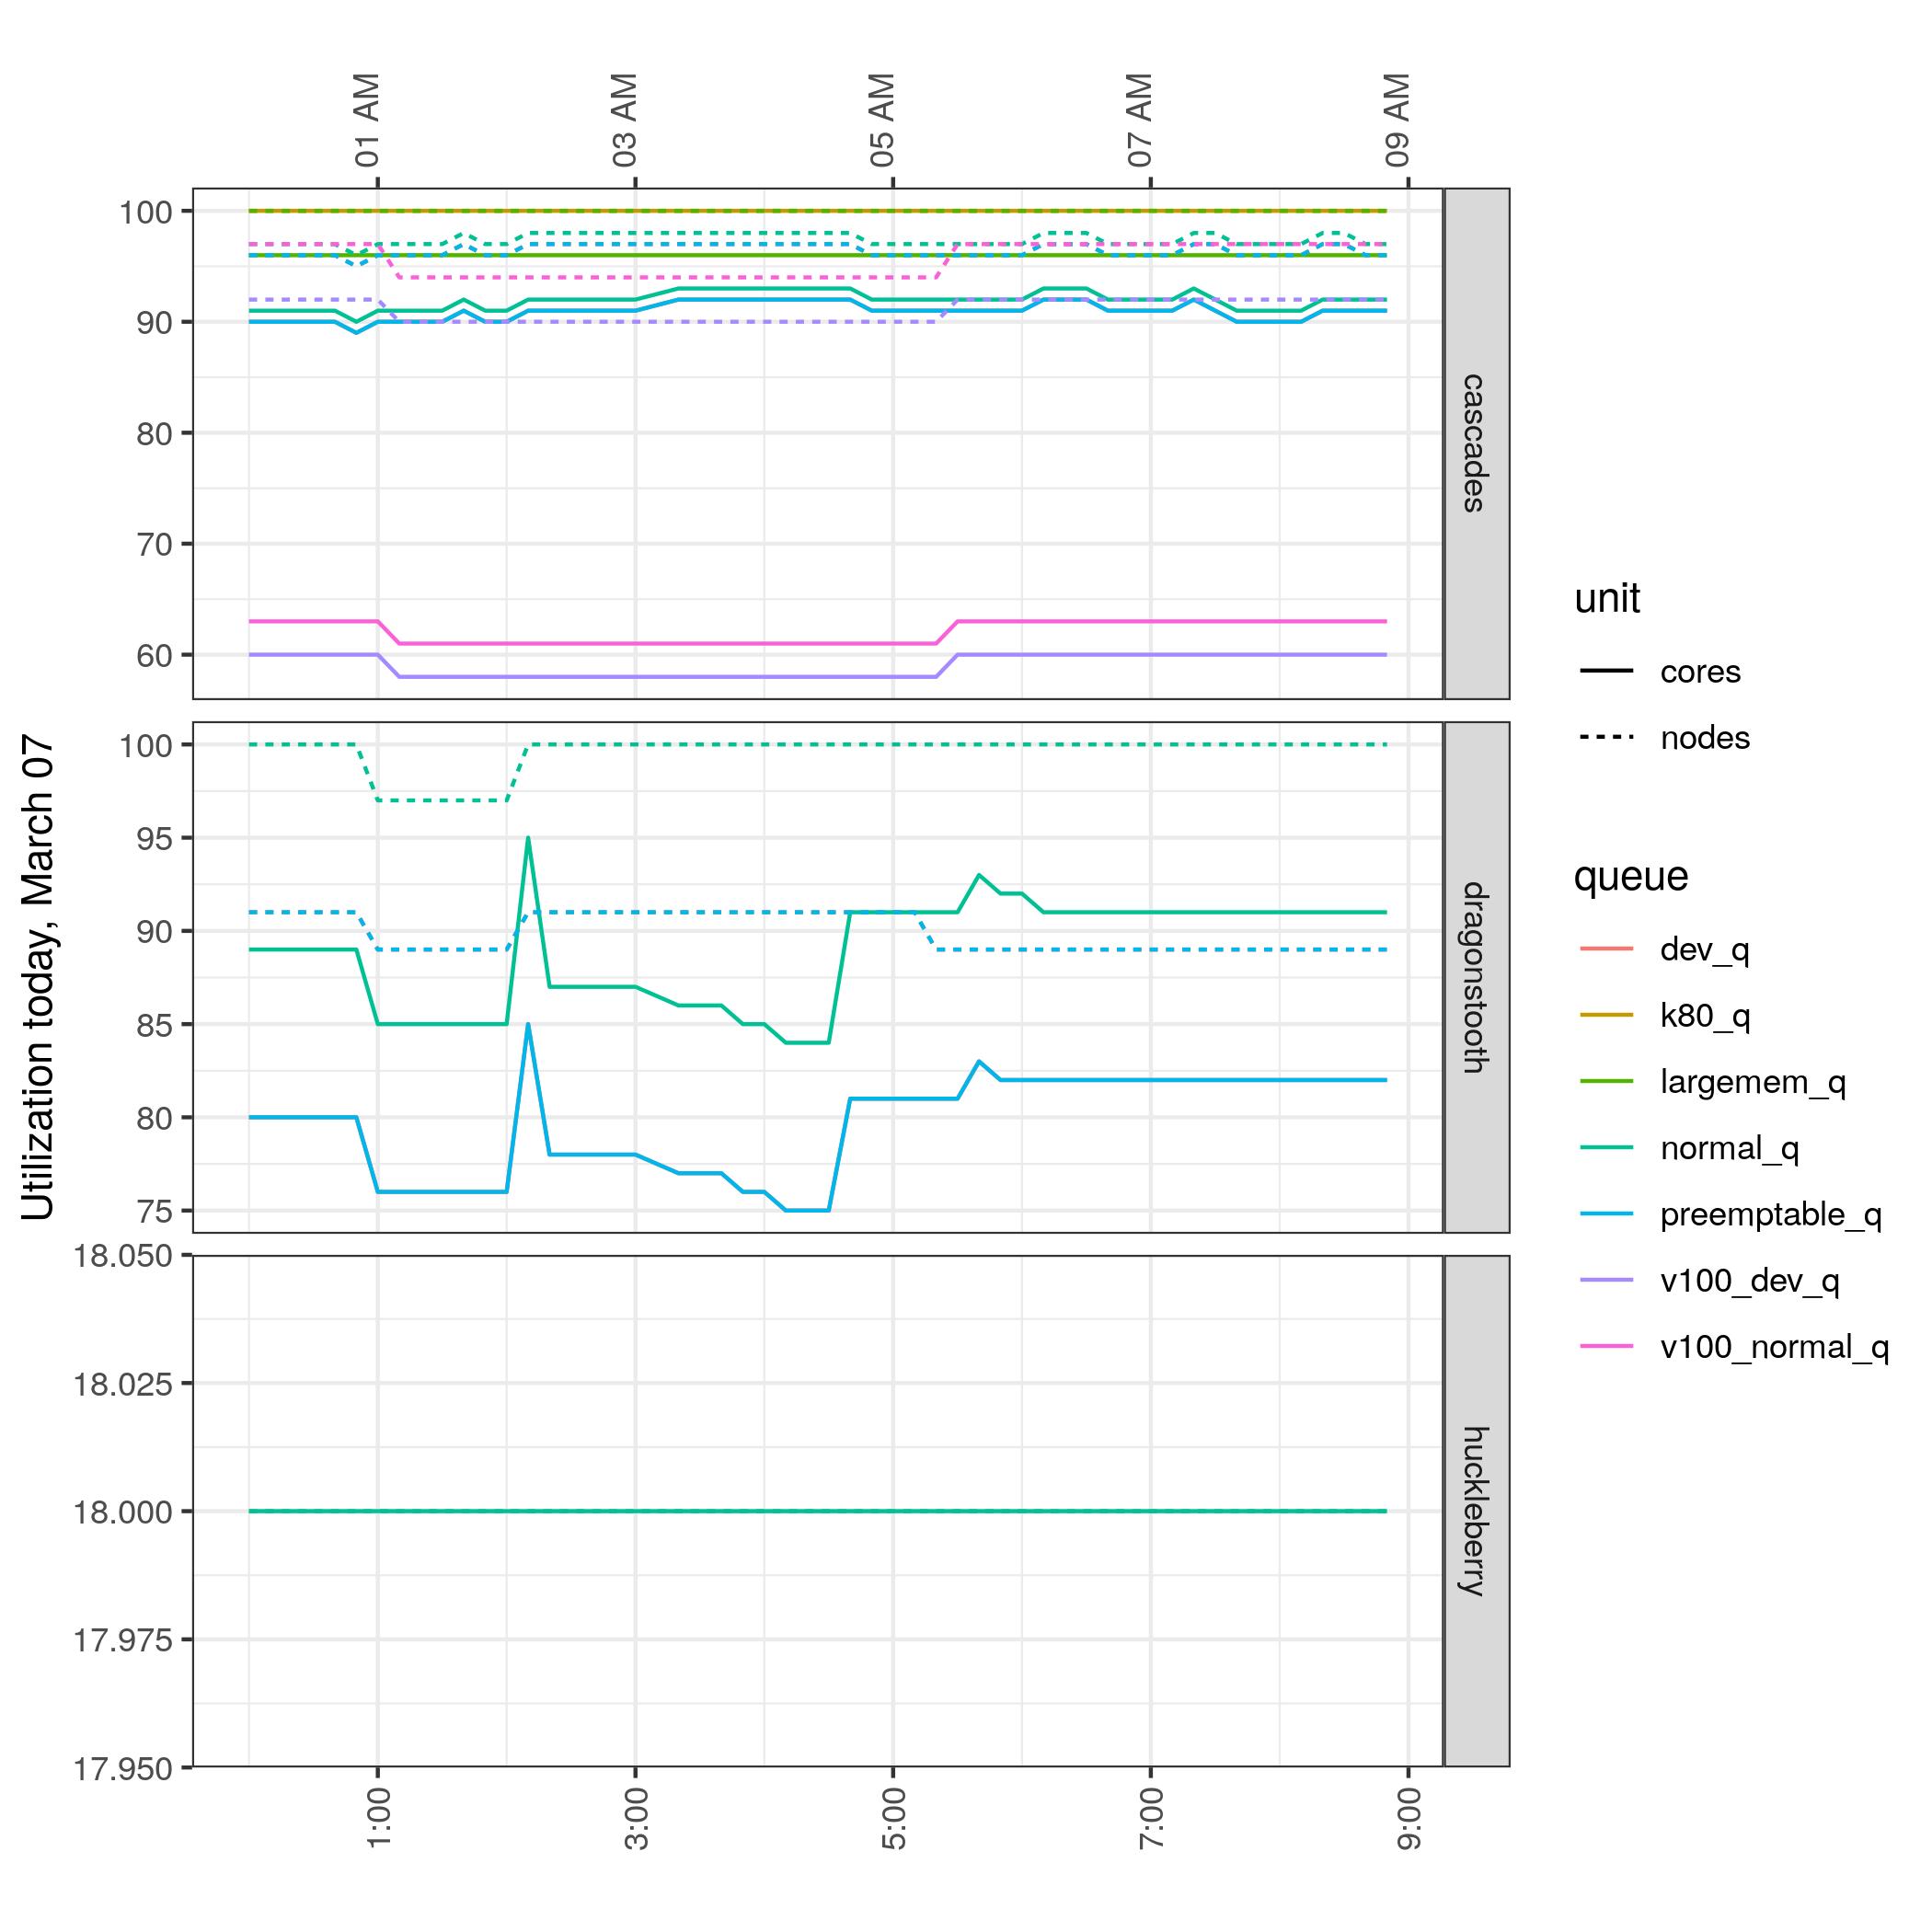 01 AM
03 AM
05 AM
07 AM
09 AM
100
90
80
70
60
cascades
Utilization today, March 07
100
95
90
85
80
75
dragonstooth
18.050
18.025
18.000
17.975
17.950
huckleberry
1:00
3:00
5:00
7:00
9:00
unit
cores
nodes
queue
dev_q
k80_q
largemem_q
normal_q
preemptable_q
v100_dev_q
v100_normal_q